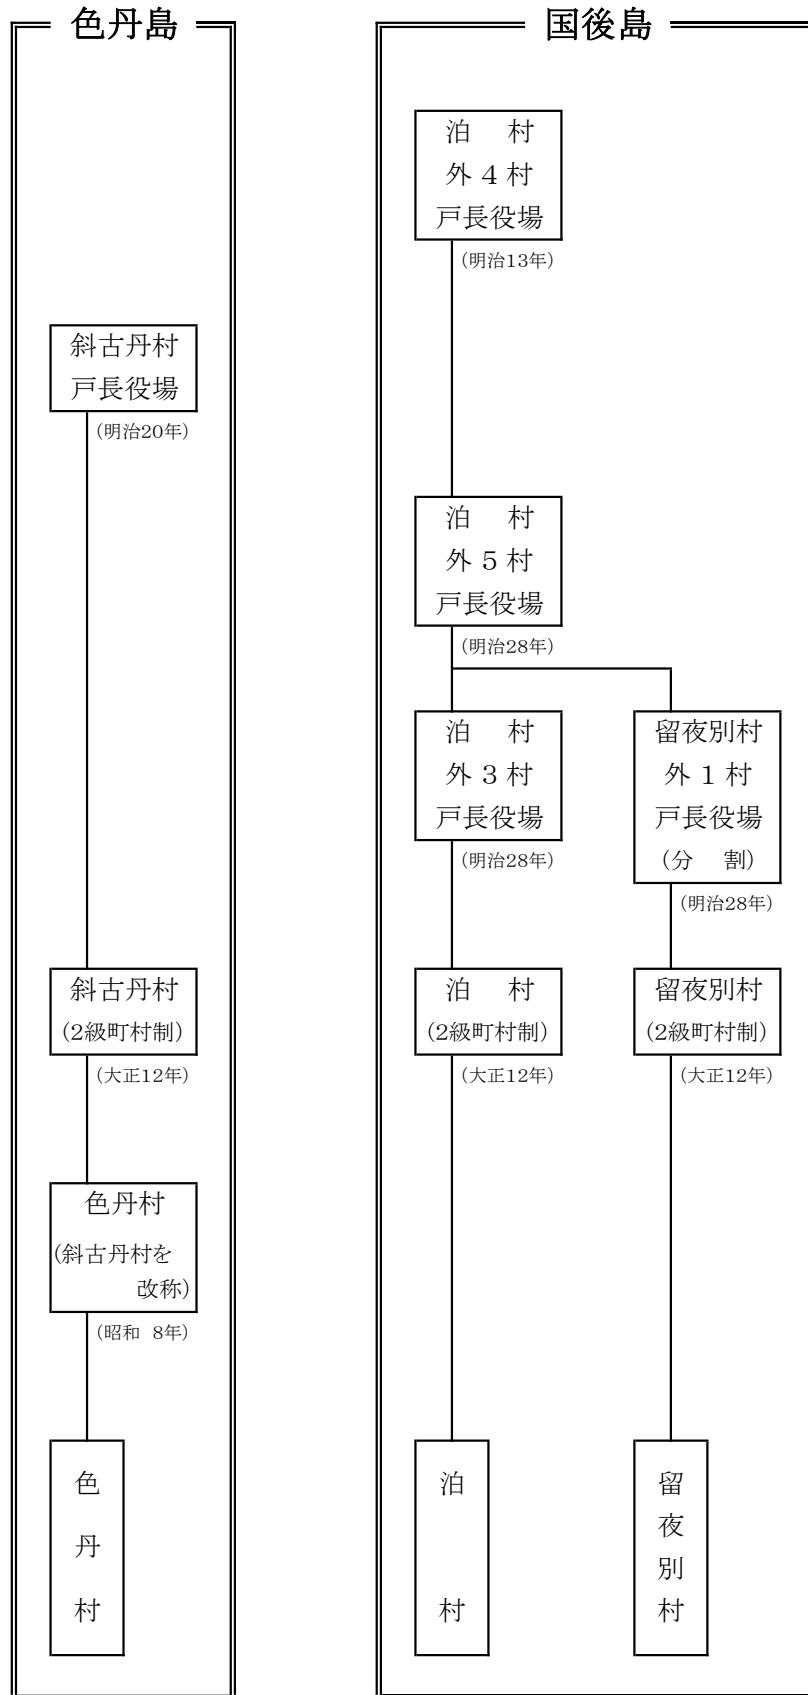 色丹島
斜古丹村
戸長役場
(明治20年)
斜古丹村
(2級町村制)
(大正12年)
色丹村
(斜古丹村を
改称)
(昭和 8年)
色丹村
国後島
泊 村
外 4 村
戸長役場
(明治13年)
泊 村
外 5 村
戸長役場
(明治28年)
泊 村
外 3 村
戸長役場
(明治28年)
留夜別村
外 1 村
戸長役場
(分 割)
(明治28年)
泊 村
(2級町村制)
(大正12年)
留夜別村
(2級町村制)
(大正12年)
泊村
留夜別村